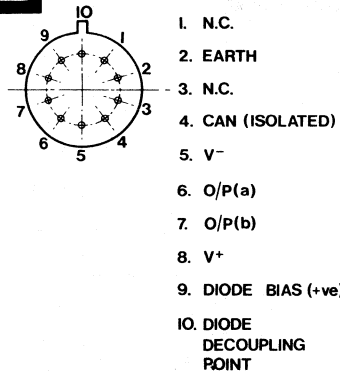 10
9
1
8
2
7
3
6
4
5
1. N.C.
2. EARTH
3. N.C.
4. CAN (ISOLATED)
5. V-
6. O/P(a)
7. O/P(b)
8. V+
9. DIODE BIAS (+ve)
10. DIODE
DECOUPLING
POINT